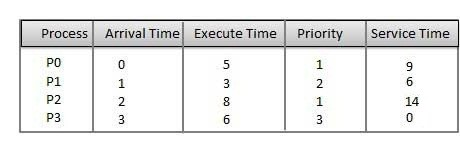 Process Arrival Time Execute Time Priority Service Time
P0 0 5 1 9
P1 1 3 2 6
P2 2 8 1 14
P3 3 6 3 0